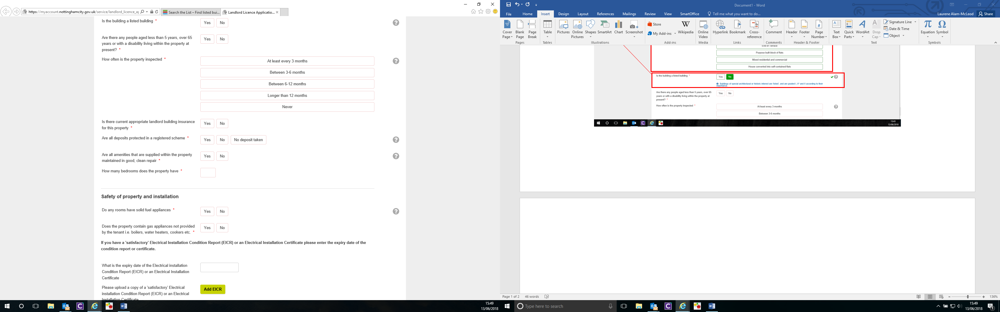 https://myaccount.nottinghamcity.gov.uk/service/landlord_licence_a
Search the List – Find listed bui...
Landlord Licence Applicatio...
Is the building a listed building *
Yes No
Are there any people aged less than 5 years, over 65
years or with a disability living within the property at
present? *
Yes No
How often is the property inspected *
At least every 3 months
Between 3-6 months
Between 6-12 months
Longer than 12 months
Never
Is there current appropriate landlord building insurance
for this property *
Yes No
Are all deposits protected in a registered scheme *
Yes No No deposit taken
Are all amenities that are supplied within the property
maintained in good, clean repair *
Yes No
How many bedrooms does the property have *
Safety of property and installation
Do any rooms have solid fuel appliances *
Yes No
Does the property contain gas appliances not provided
by the tenant i.e. boilers, water heaters, cookers etc. *
Yes No
If you have a 'satisfactory' Electrical Installation Condition Report (EICR) or an Electrical Installation Certificate please enter the expiry date of the
condition report or certificate.
What is the expiry date of the Electrical installation
Condition Report (EICR) or an Electrical Installation
Certificate
Please upload a copy of a 'satisfactory' Electrical
installation Condition Report (EICR) or an Electrical
Installation Certificate
Add EICR
15:49
13/06/2018
Document1 - Word
File Home Insert Design Layout References Mailings Review View SmartOffice Tell me what you want to do...
Laurene Alam-McLeod Share
Cover Page
Blank Page
Page Break
Pages
Table
Tables
Pictures
Online Pictures
Shapes
SmartArt
Chart
Screenshot
Illustrations
Store
My Add-ins
Wikipedia
Add-ins
Online Video
Media
Hyperlink
Bookmark
Cross-reference
Links
Comment
Comments
Header
Footer
Page Number
Header & Footer
Text Box
Quick Parts
WordArt
Drop Cap
Signature Line
Date & Time
Object
Text
Equation
Symbol
Symbols
End of Terrace
Purpose built block of flats
Mixed residential and commercial
House converted into self-contained flats
Is the building a listed building *
Yes No
Buildings of special architectural or historic interest are 'listed', and are graded I, II* and II according to their
importance
Are there any people aged less than 5 years, over 65
years or with a disability living within the property at
present? *
Yes No
How often is the property inspected *
At least every 3 months
Between 3-6 months
13:43
13/06/2018
Page 1 of 2 46 words
136%
Type here to search
15:49
13/06/2018